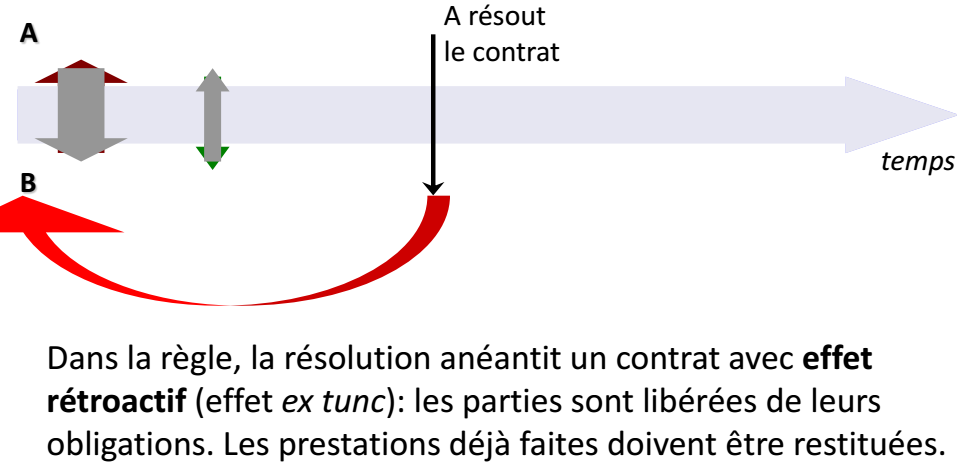 A
A résout
le contrat
temps
B
Dans la règle, la résolution anéantit un contrat avec effet
rétroactif (effet ex tunc): les parties sont libérées de leurs
obligations. Les prestations déjà faites doivent être restituées.